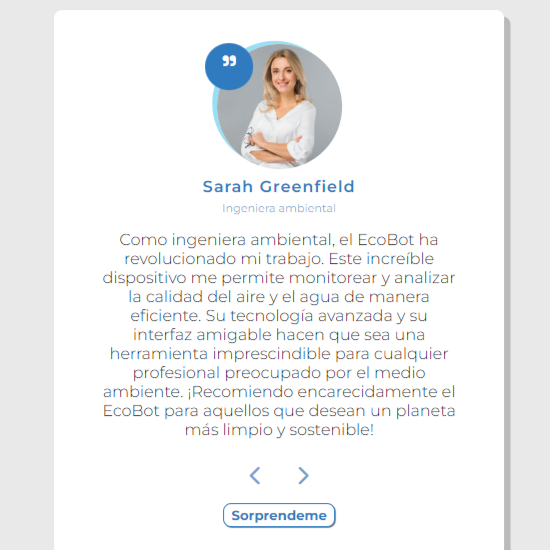 ”
Sarah Greenfield
Ingeniera ambiental
Como ingeniera ambiental, el EcoBot ha
revolucionado mi trabajo. Este increíble
dispositivo me permite monitorear y analizar
la calidad del aire y el agua de manera
eficiente. Su tecnología avanzada y su
interfaz amigable hacen que sea una
herramienta imprescindible para cualquier
profesional preocupado por el medio
ambiente. ¡Recomiendo encarecidamente el
EcoBot para aquellos que desean un planeta
más limpio y sostenible!
Sorprendeme